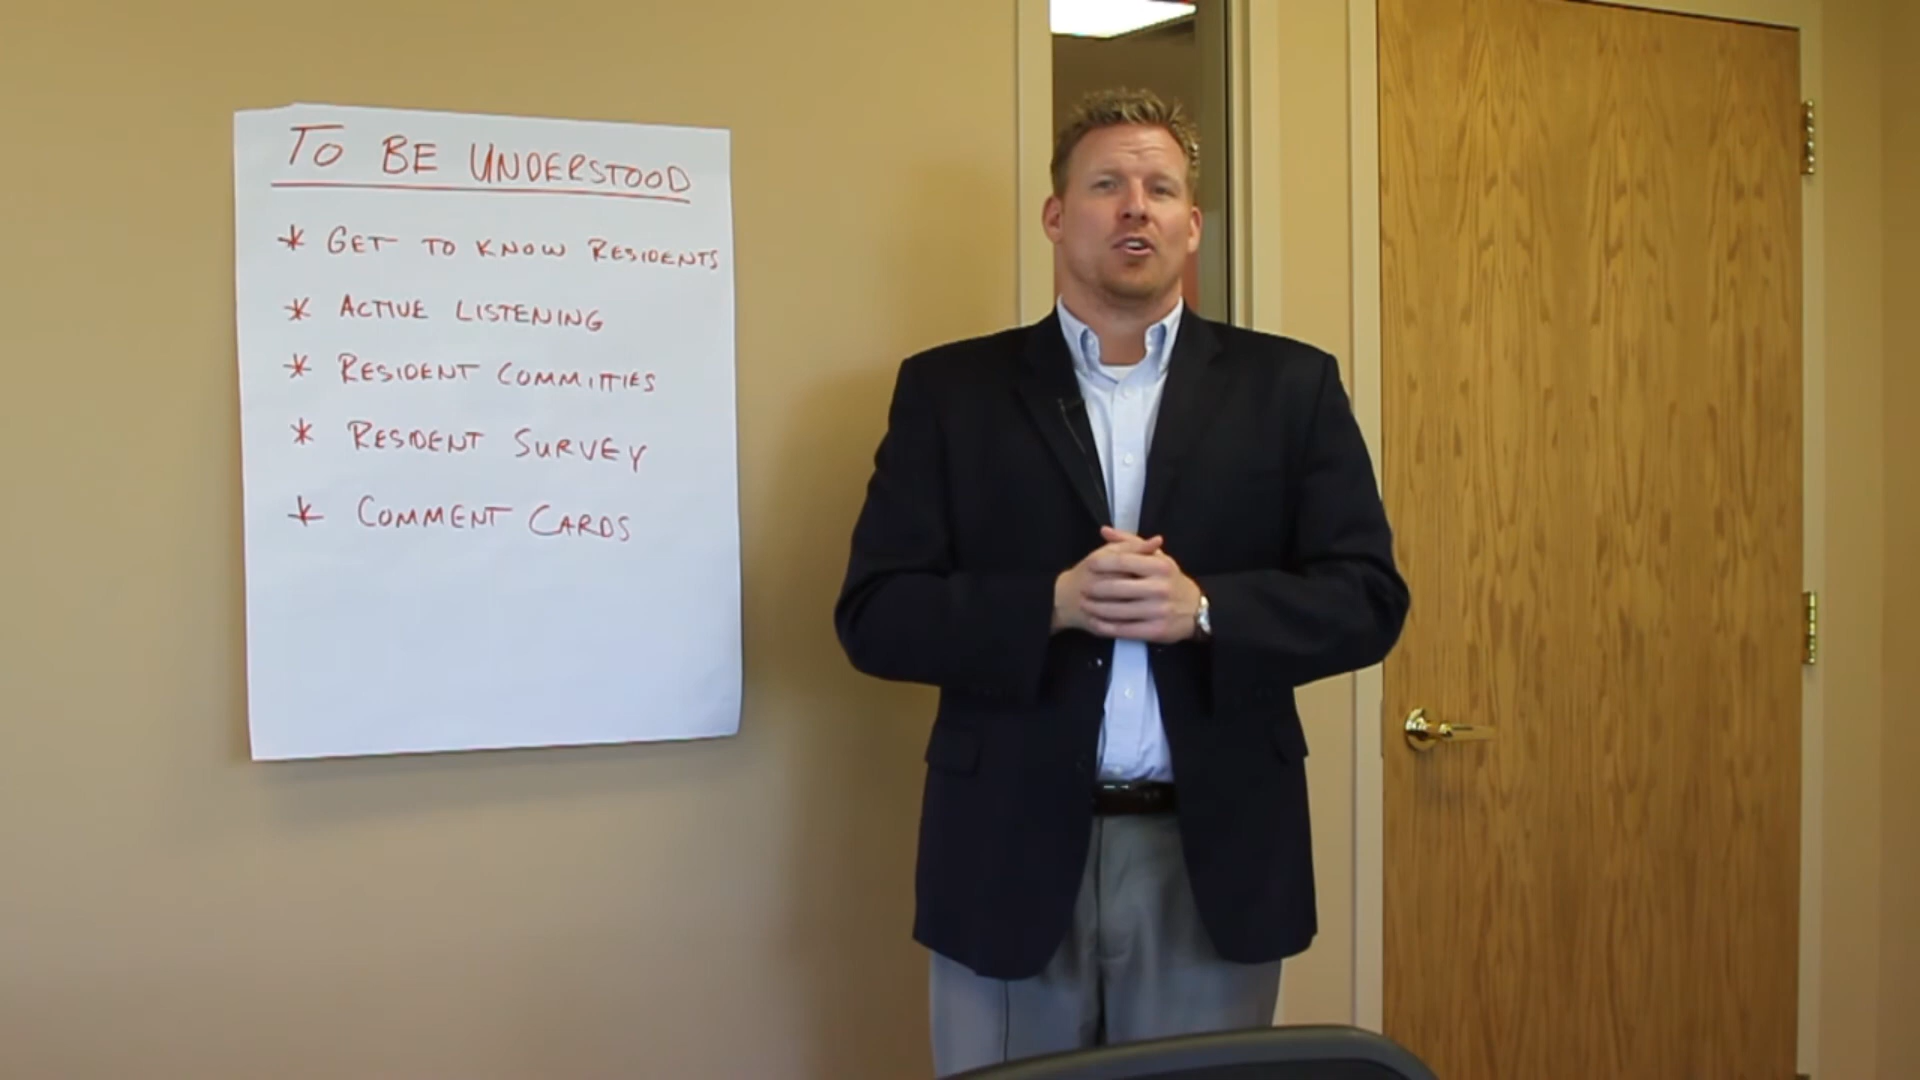 TO BE UNDERSTOOD
* GET TO KNOW RESIDENTS
* ACTIVE LISTENING
* RESIDENT COMMITTIES
* RESIDENT SURVEY
* COMMENT CARDS